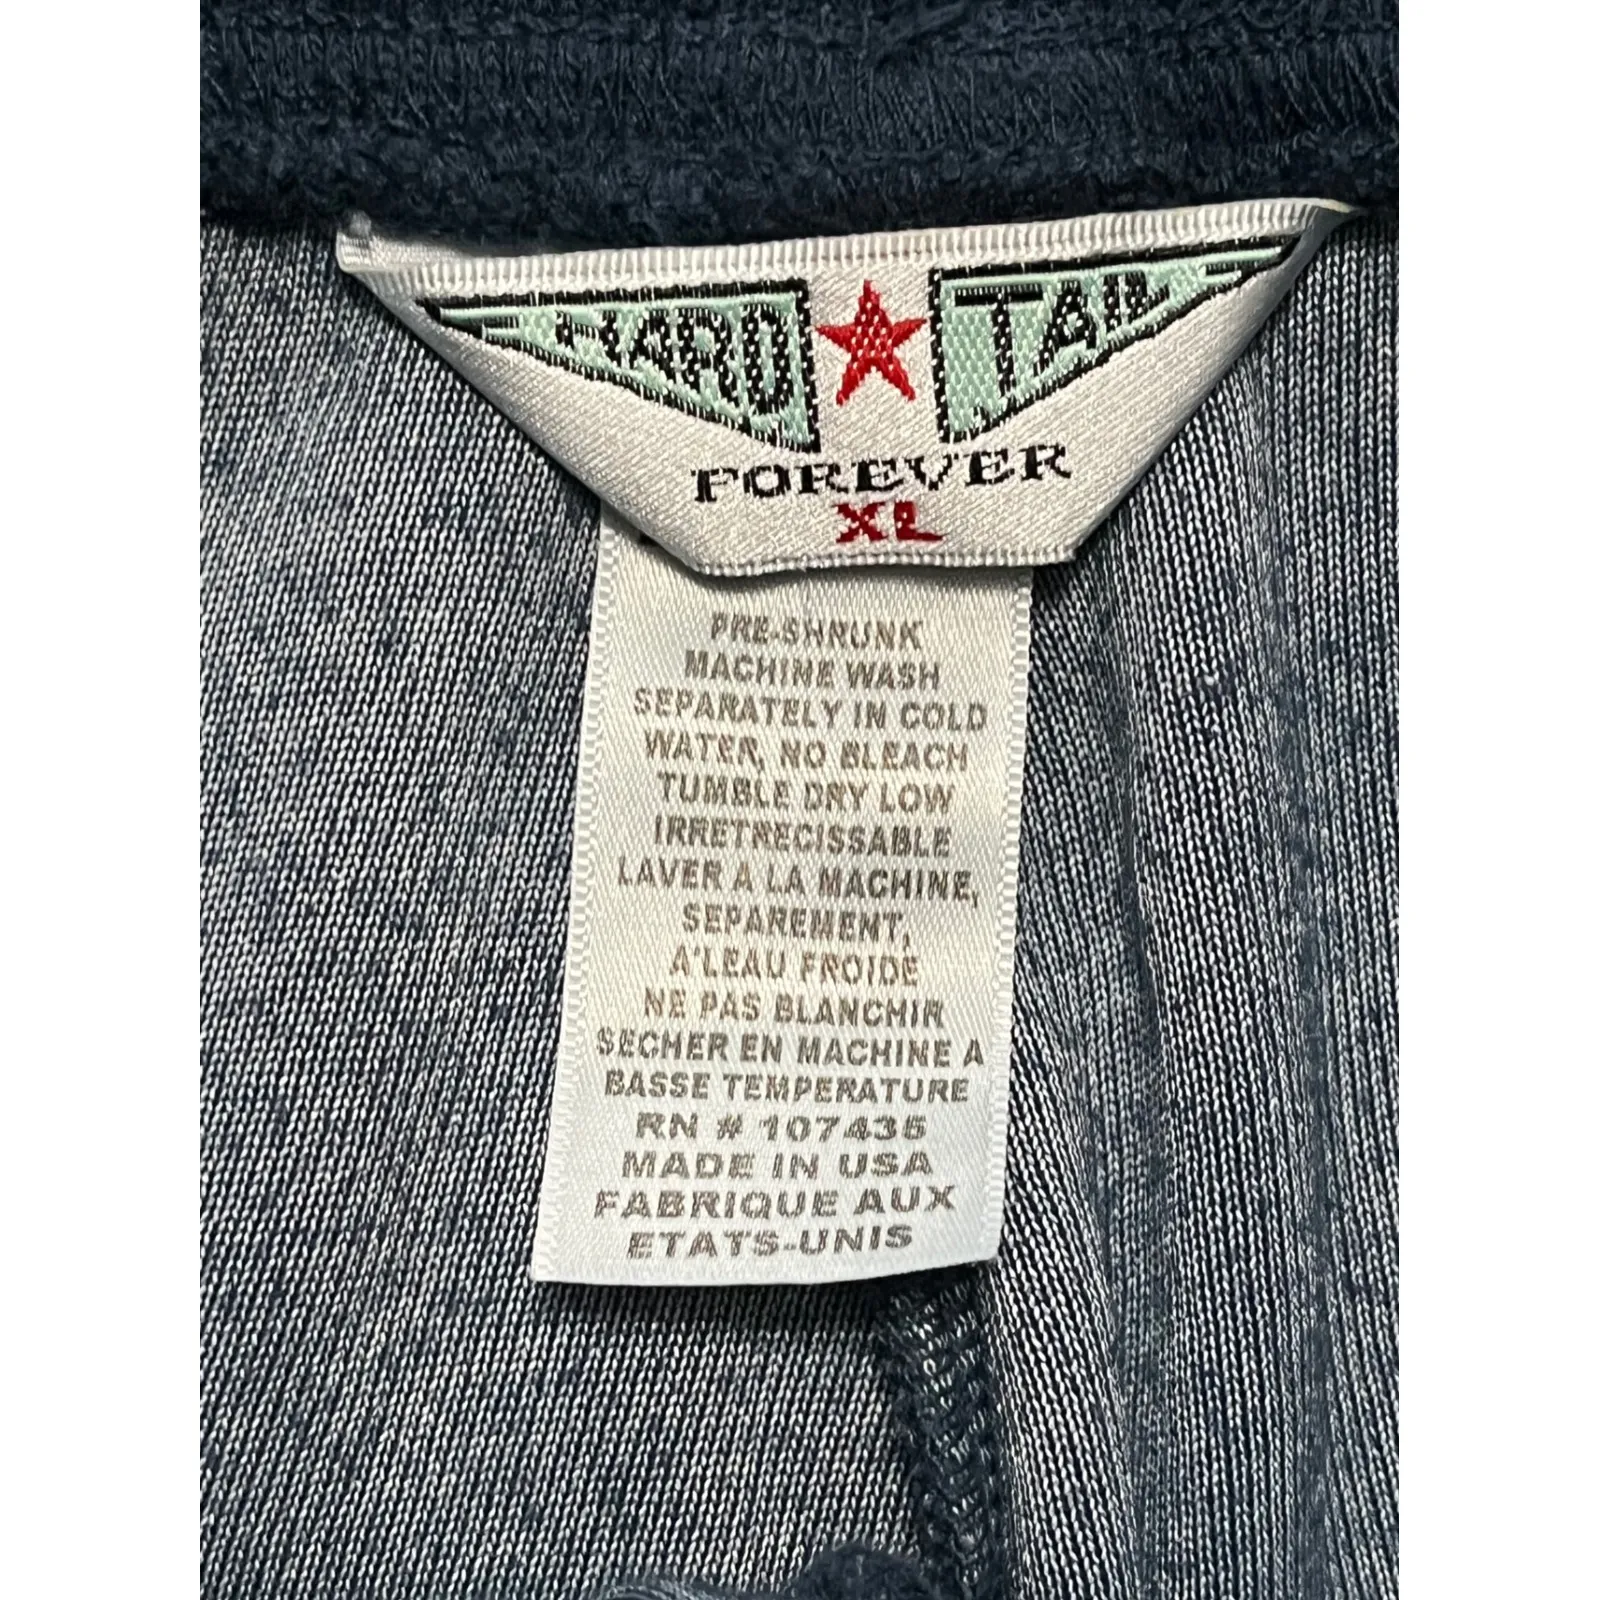 HARD TAIL
FOREVER
XL
PRE-SHRUNK
MACHINE WASH
SEPARATELY IN COLD
WATER, NO BLEACH
TUMBLE DRY LOW
IRRETRECISSABLE
LAVER A LA MACHINE,
SEPAREMENT,
A'LEAU FROIDE
NE PAS BLANCHIR
SECHER EN MACHINE A
BASSE TEMPERATURE
RN # 107435
MADE IN USA
FABRIQUE AUX
ETATS-UNIS